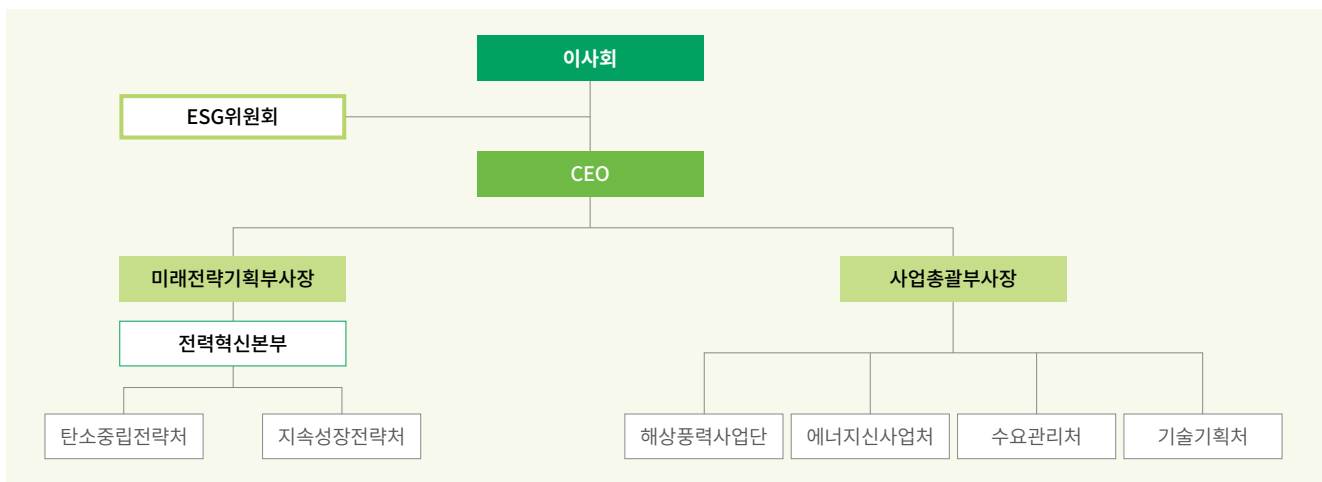 이사회
ESG위원회
CEO
미래전략기획부사장
사업총괄부사장
전력혁신본부
탄소중립전략처
지속성장전략처
해상풍력사업단
에너지신사업처
수요관리처
기술기획처